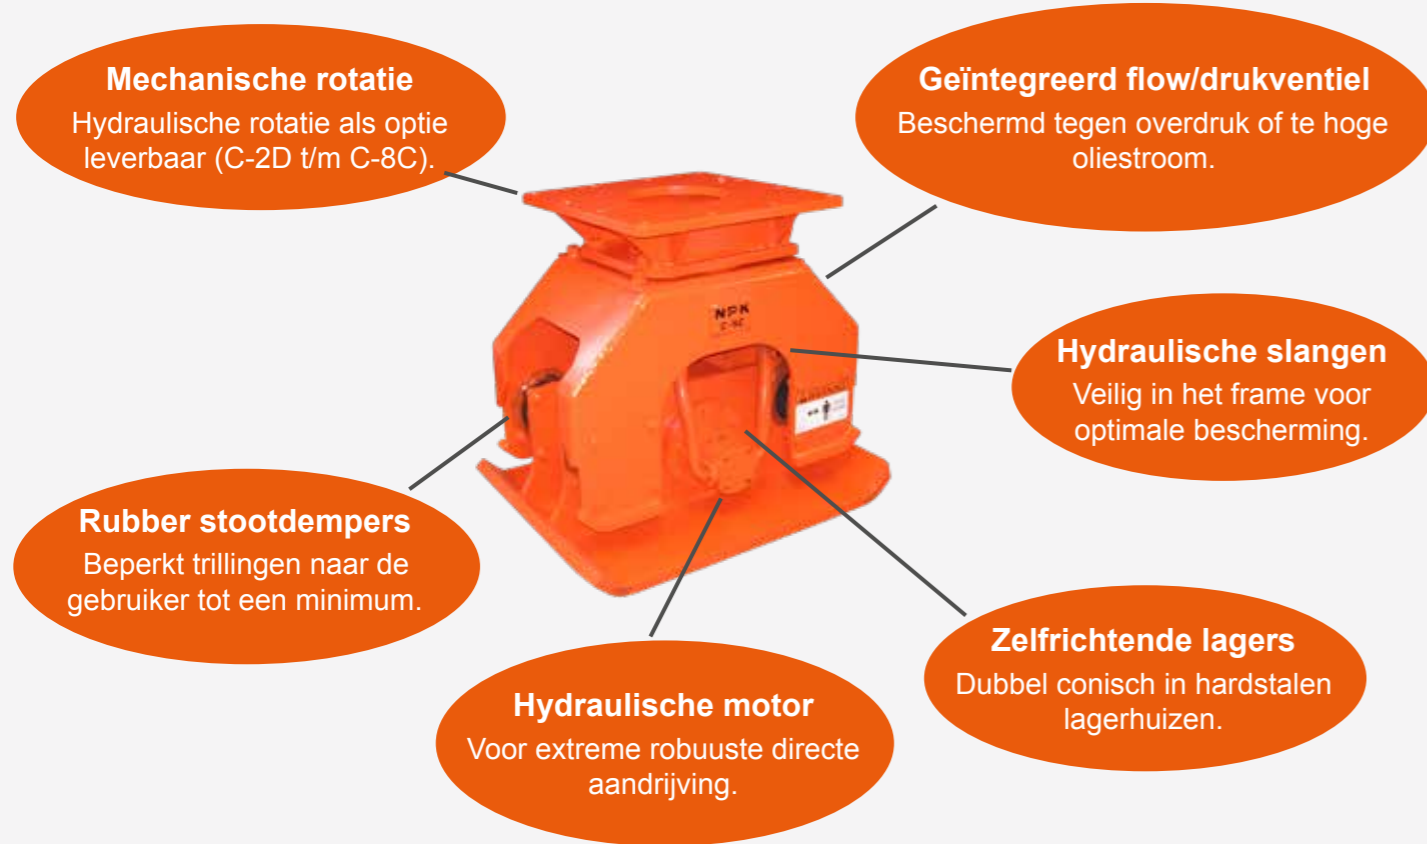 Mechanische rotatie
Hydraulische rotatie als optie
leverbaar (C-2D t/m C-8C).
Geïntegreerd flow/drukventiel
Beschermd tegen overdruk of te hoge
oliestroom.
NPK
Hydraulische slangen
Veilig in het frame voor
optimale bescherming.
Rubber stootdempers
Beperkt trillingen naar de
gebruiker tot een minimum.
Zelfrichtende lagers
Dubbel conisch in hardstalen
lagerhuizen.
Hydraulische motor
Voor extreme robuuste directe
aandrijving.